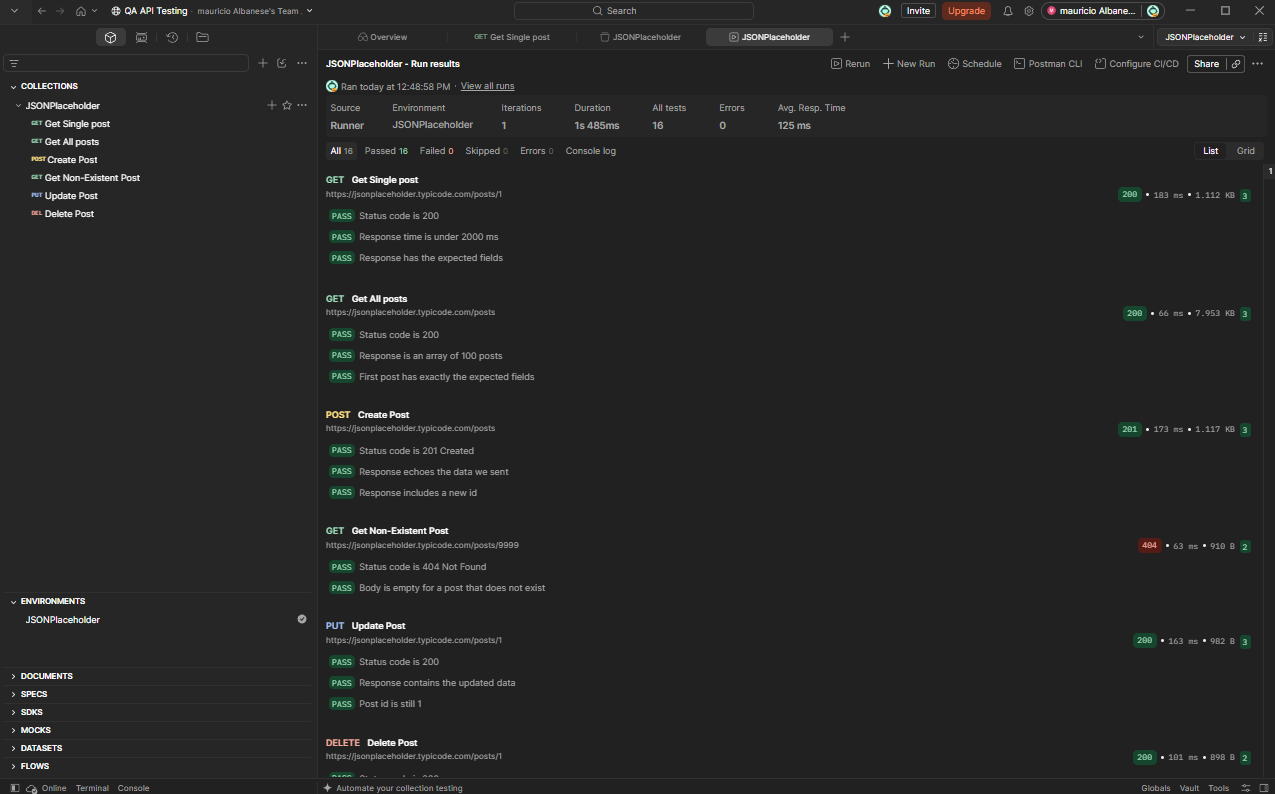 QA API Testing mauricio Albanese's Team
Search
Invite
Upgrade
mauricio Albane...
Overview
GET Get Single post
JSONPlaceholder
JSONPlaceholder
JSONPlaceholder
COLLECTIONS
JSONPlaceholder
GET Get Single post
GET Get All posts
POST Create Post
GET Get Non-Existent Post
PUT Update Post
DEL Delete Post
ENVIRONMENTS
JSONPlaceholder
DOCUMENTS
SPECS
SDKS
MOCKS
DATASETS
FLOWS
JSONPlaceholder - Run results
Rerun
New Run
Schedule
Postman CLI
Configure CI/CD
Share
Ran today at 12:48:58 PM · View all runs
Source Environment Iterations Duration All tests Errors Avg. Resp. Time
Runner JSONPlaceholder 1 1s 485ms 16 0 125 ms
All 16 Passed 16 Failed 0 Skipped 0 Errors 0 Console log
List Grid
1
GET Get Single post
https://jsonplaceholder.typicode.com/posts/1
200 • 183 ms • 1.112 KB 3
PASS Status code is 200
PASS Response time is under 2000 ms
PASS Response has the expected fields
GET Get All posts
https://jsonplaceholder.typicode.com/posts
200 • 66 ms • 7.953 KB 3
PASS Status code is 200
PASS Response is an array of 100 posts
PASS First post has exactly the expected fields
POST Create Post
https://jsonplaceholder.typicode.com/posts
201 • 173 ms • 1.117 KB 3
PASS Status code is 201 Created
PASS Response echoes the data we sent
PASS Response includes a new id
GET Get Non-Existent Post
https://jsonplaceholder.typicode.com/posts/9999
404 • 63 ms • 910 B 2
PASS Status code is 404 Not Found
PASS Body is empty for a post that does not exist
PUT Update Post
https://jsonplaceholder.typicode.com/posts/1
200 • 163 ms • 982 B 3
PASS Status code is 200
PASS Response contains the updated data
PASS Post id is still 1
DELETE Delete Post
https://jsonplaceholder.typicode.com/posts/1
200 • 101 ms • 898 B 2
Online Terminal Console
Automate your collection testing
Globals Vault Tools